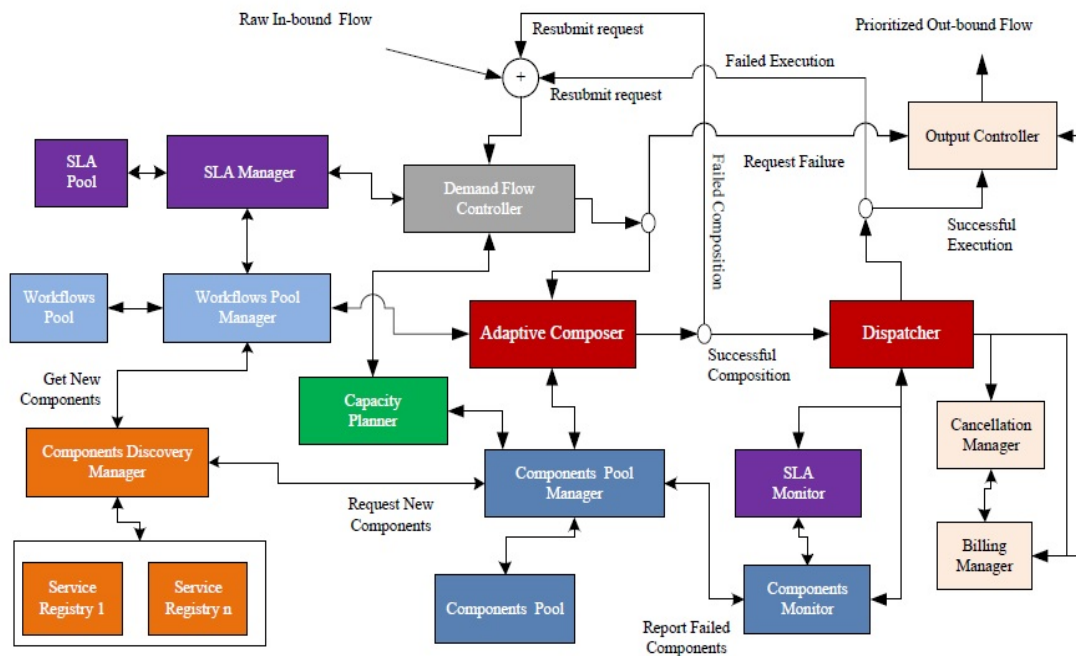 Raw In-bound Flow
Resubmit request
Prioritized Out-bound Flow
Failed Execution
+
Resubmit request
Output Controller
SLA
Pool
SLA Manager
Demand Flow
Controller
Request Failure
Failed Composition
Successful
Execution
Workflows
Pool
Workflows Pool
Manager
Adaptive Composer
Successful
Composition
Dispatcher
Get New
Components
Capacity
Planner
Cancellation
Manager
Components Discovery
Manager
Components Pool
Manager
SLA
Monitor
Request New
Components
Billing
Manager
Service
Registry 1
Service
Registry n
Components Pool
Components
Monitor
Report Failed
Components